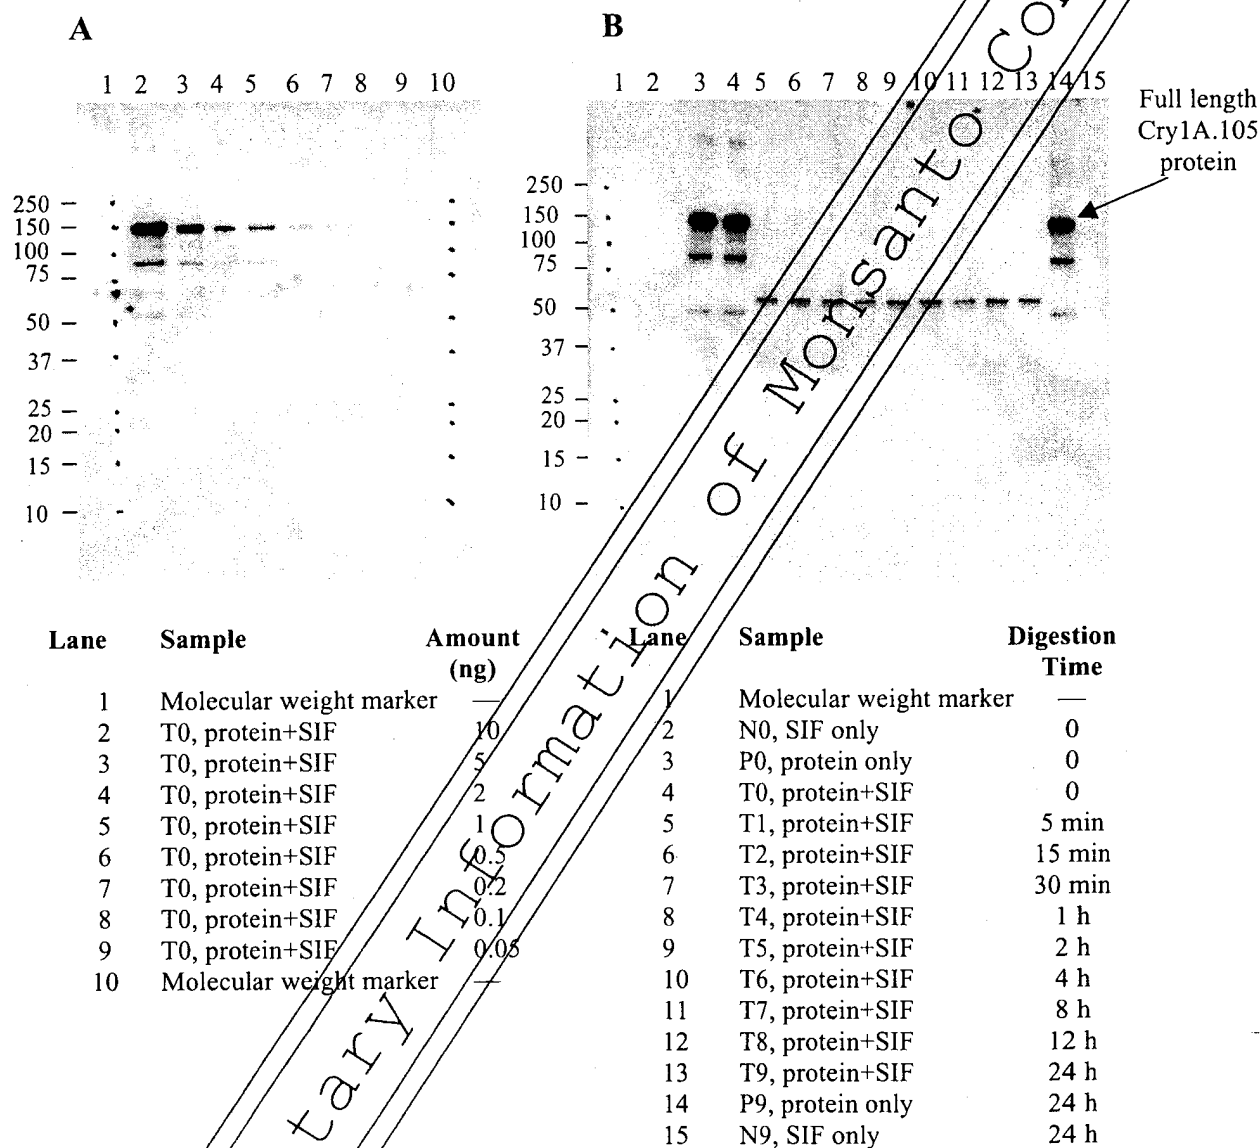 A
B
1 2 3 4 5 6 7 8 9 10
1 2 3 4 5 6 7 8 9 10 11 12 13 14 15
Full length
Cry1A.105
protein
250
150
100
75
50
37
25
20
15
10
250
150
100
75
50
37
25
20
15
10
Lane Sample Amount
(ng)
1 Molecular weight marker —
2 T0, protein+SIF 10
3 T0, protein+SIF 5
4 T0, protein+SIF 2
5 T0, protein+SIF 1
6 T0, protein+SIF 0.5
7 T0, protein+SIF 0.2
8 T0, protein+SIF 0.1
9 T0, protein+SIF 0.05
10 Molecular weight marker —
Lane Sample Digestion
Time
1 Molecular weight marker —
2 N0, SIF only 0
3 P0, protein only 0
4 T0, protein+SIF 0
5 T1, protein+SIF 5 min
6 T2, protein+SIF 15 min
7 T3, protein+SIF 30 min
8 T4, protein+SIF 1 h
9 T5, protein+SIF 2 h
10 T6, protein+SIF 4 h
11 T7, protein+SIF 8 h
12 T8, protein+SIF 12 h
13 T9, protein+SIF 24 h
14 P9, protein only 24 h
15 N9, SIF only 24 h
tary Information of Monsanto Co